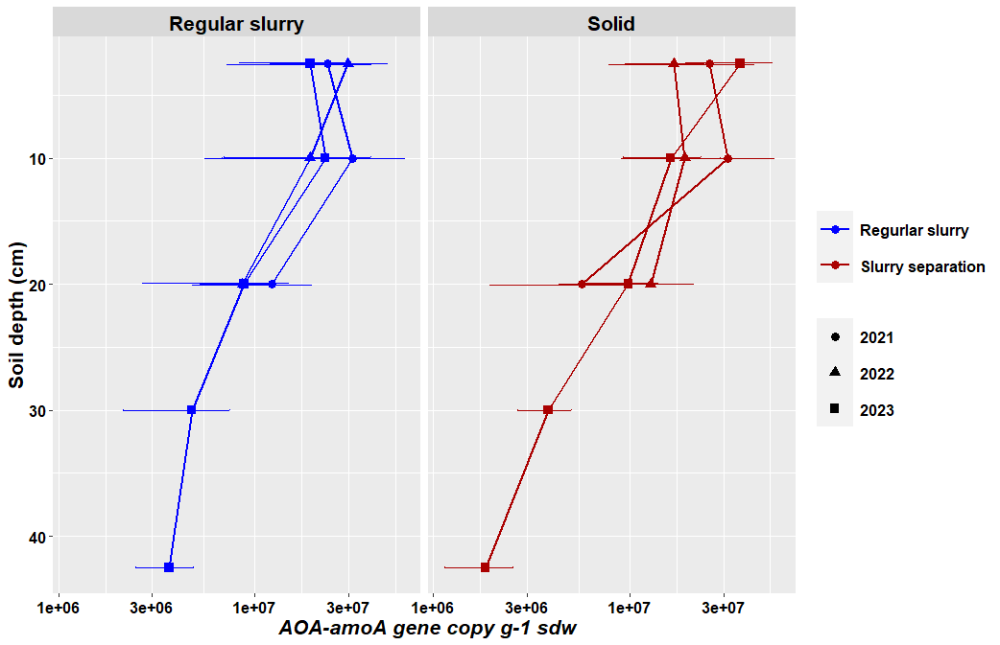 Regular slurry
Solid
10
20
30
40
Soil depth (cm)
1e+06
3e+06
1e+07
3e+07
1e+06
3e+06
1e+07
3e+07
AOA-amoA gene copy g-1 sdw
Regurlar slurry
Slurry separation
2021
2022
2023